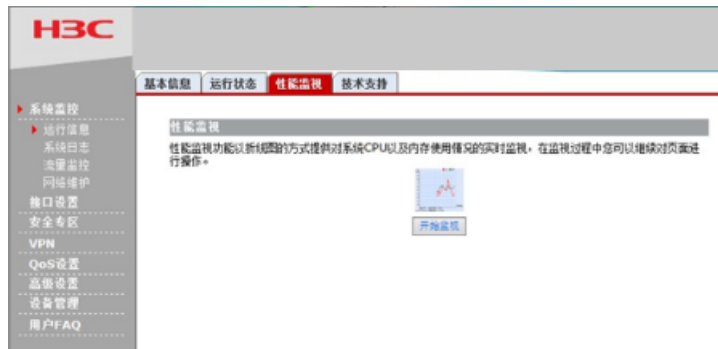 H3C
基本信息 运行状态 性能监视 技术支持
系统监控
运行信息
系统日志
流量监控
网络维护
接口设置
安全专区
VPN
QoS设置
高级设置
设备管理
用户FAQ
性能监视
性能监视功能以折线图的方式提供对系统CPU以及内存使用情况的实时监视，在监视过程中您可以继续对页面进
行操作。
开始监视